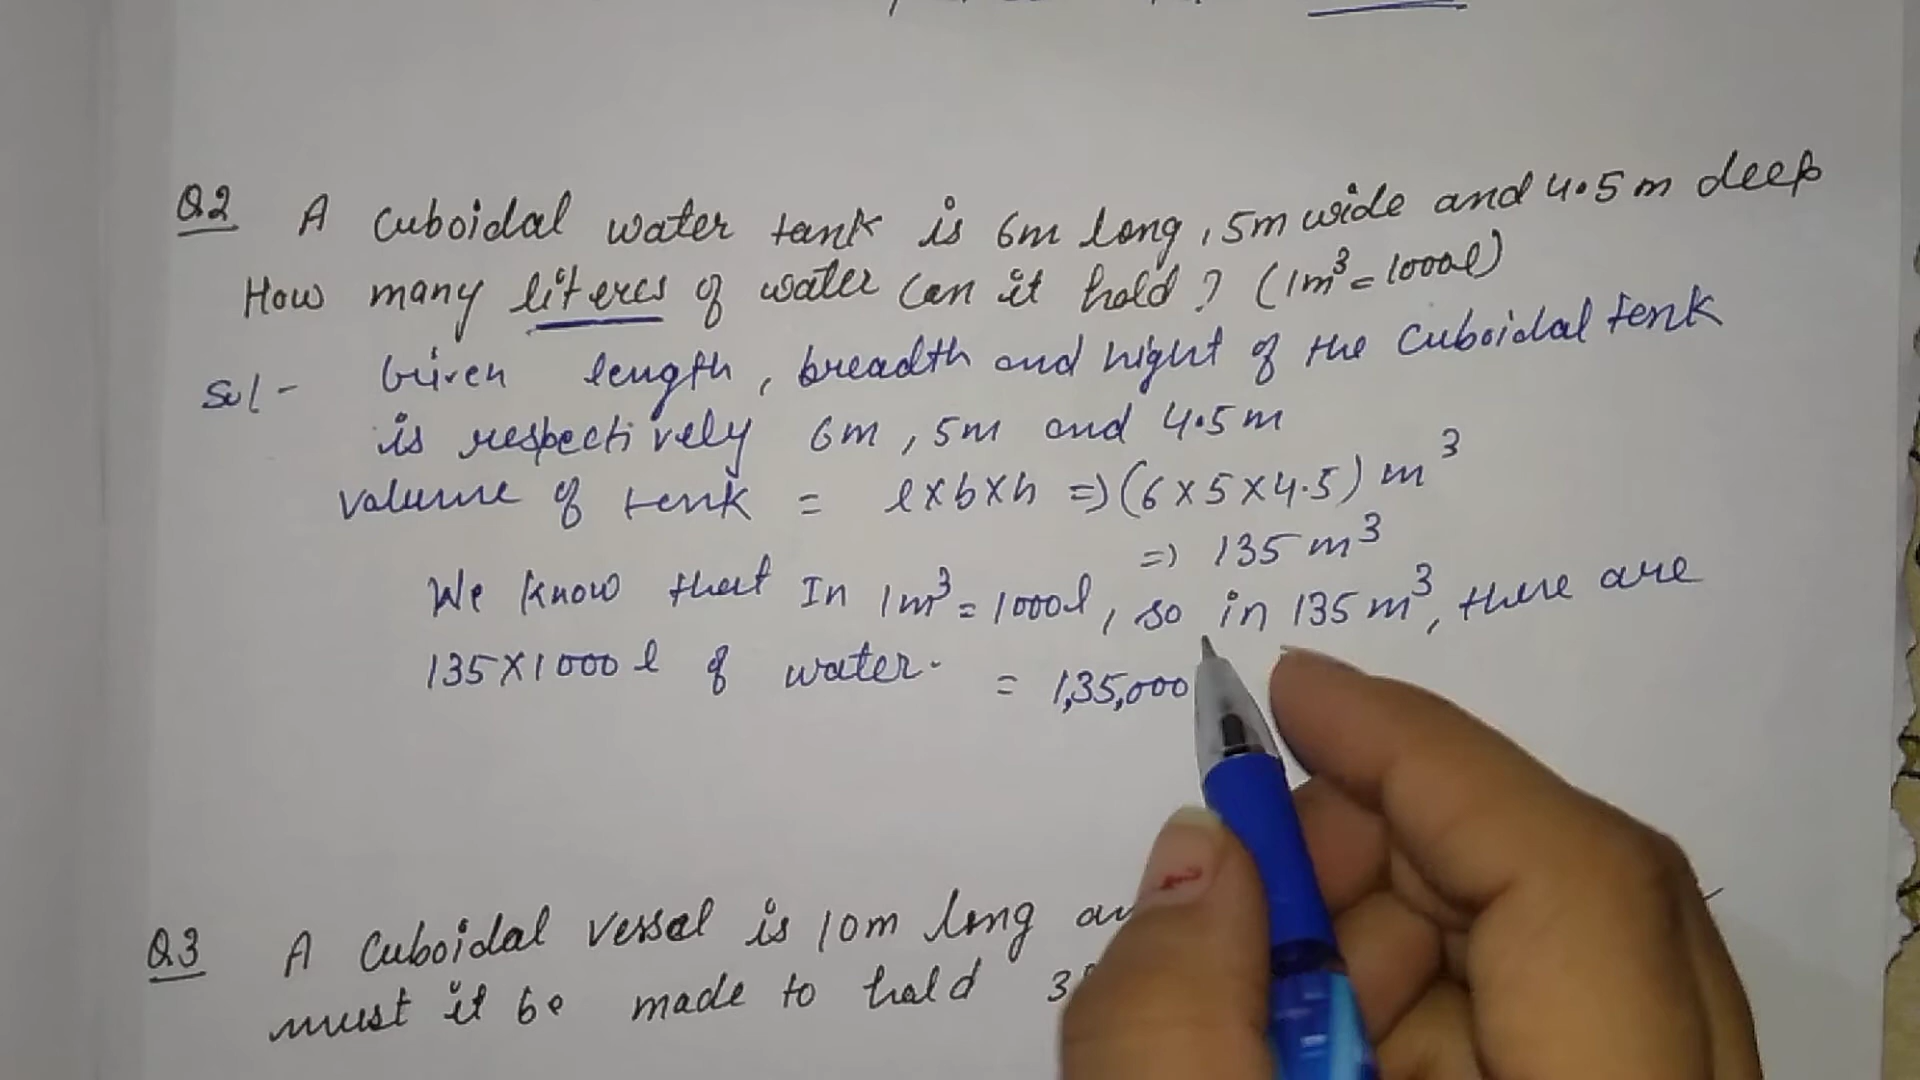 Q2 A Cuboidal water tank is 6m long, 5m wide and 4.5m deep
How many literes of water can it hold? (1m³=1000l)
Sol- Given length, breadth and hight of the Cuboidal tenk
is respectively 6m, 5m and 4.5m
volume of tenk = l×b×h => (6×5×4.5) m³
=> 135 m³
We know that In 1m³=1000l, so in 135 m³, there are
135×1000 l of water. = 1,35,000
Q3 A Cuboidal vessel is 10m long
must it be made to hold